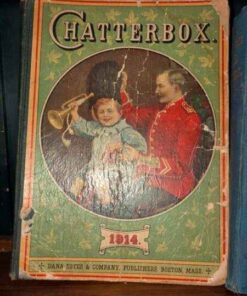 CHATTERBOX.
1914.
DANA ESTES & COMPANY, PUBLISHERS BOSTON, MASS.